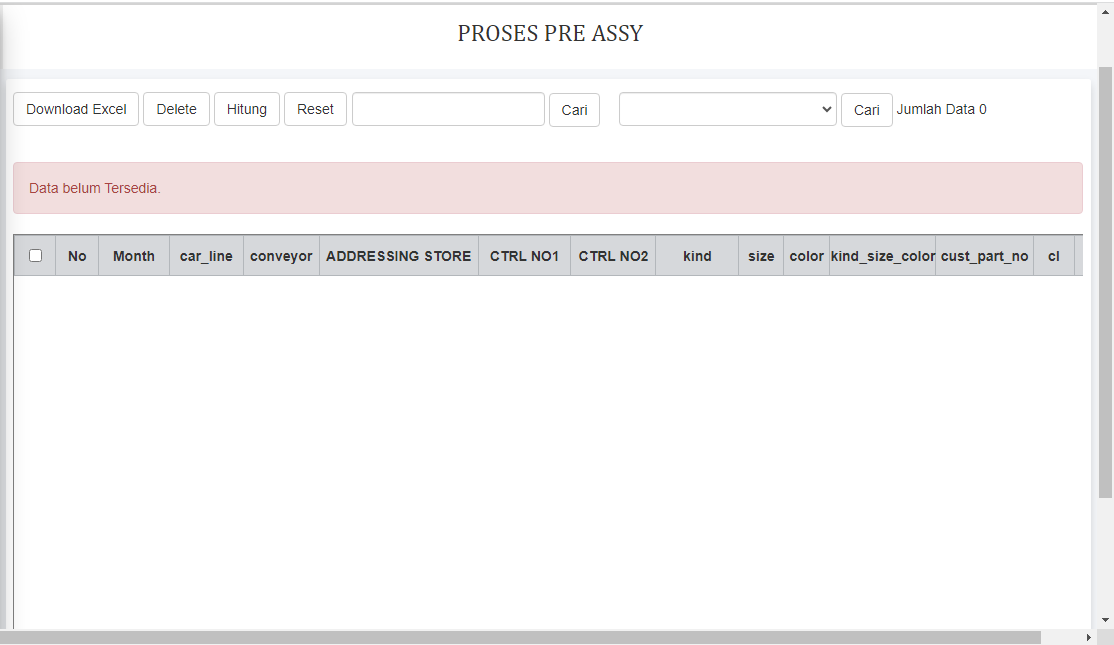 PROSES PRE ASSY
Download Excel Delete Hitung Reset Cari Cari Jumlah Data 0
Data belum Tersedia.
No Month car_line conveyor ADDRESSING STORE CTRL NO1 CTRL NO2 kind size color kind_size_color cust_part_no cl